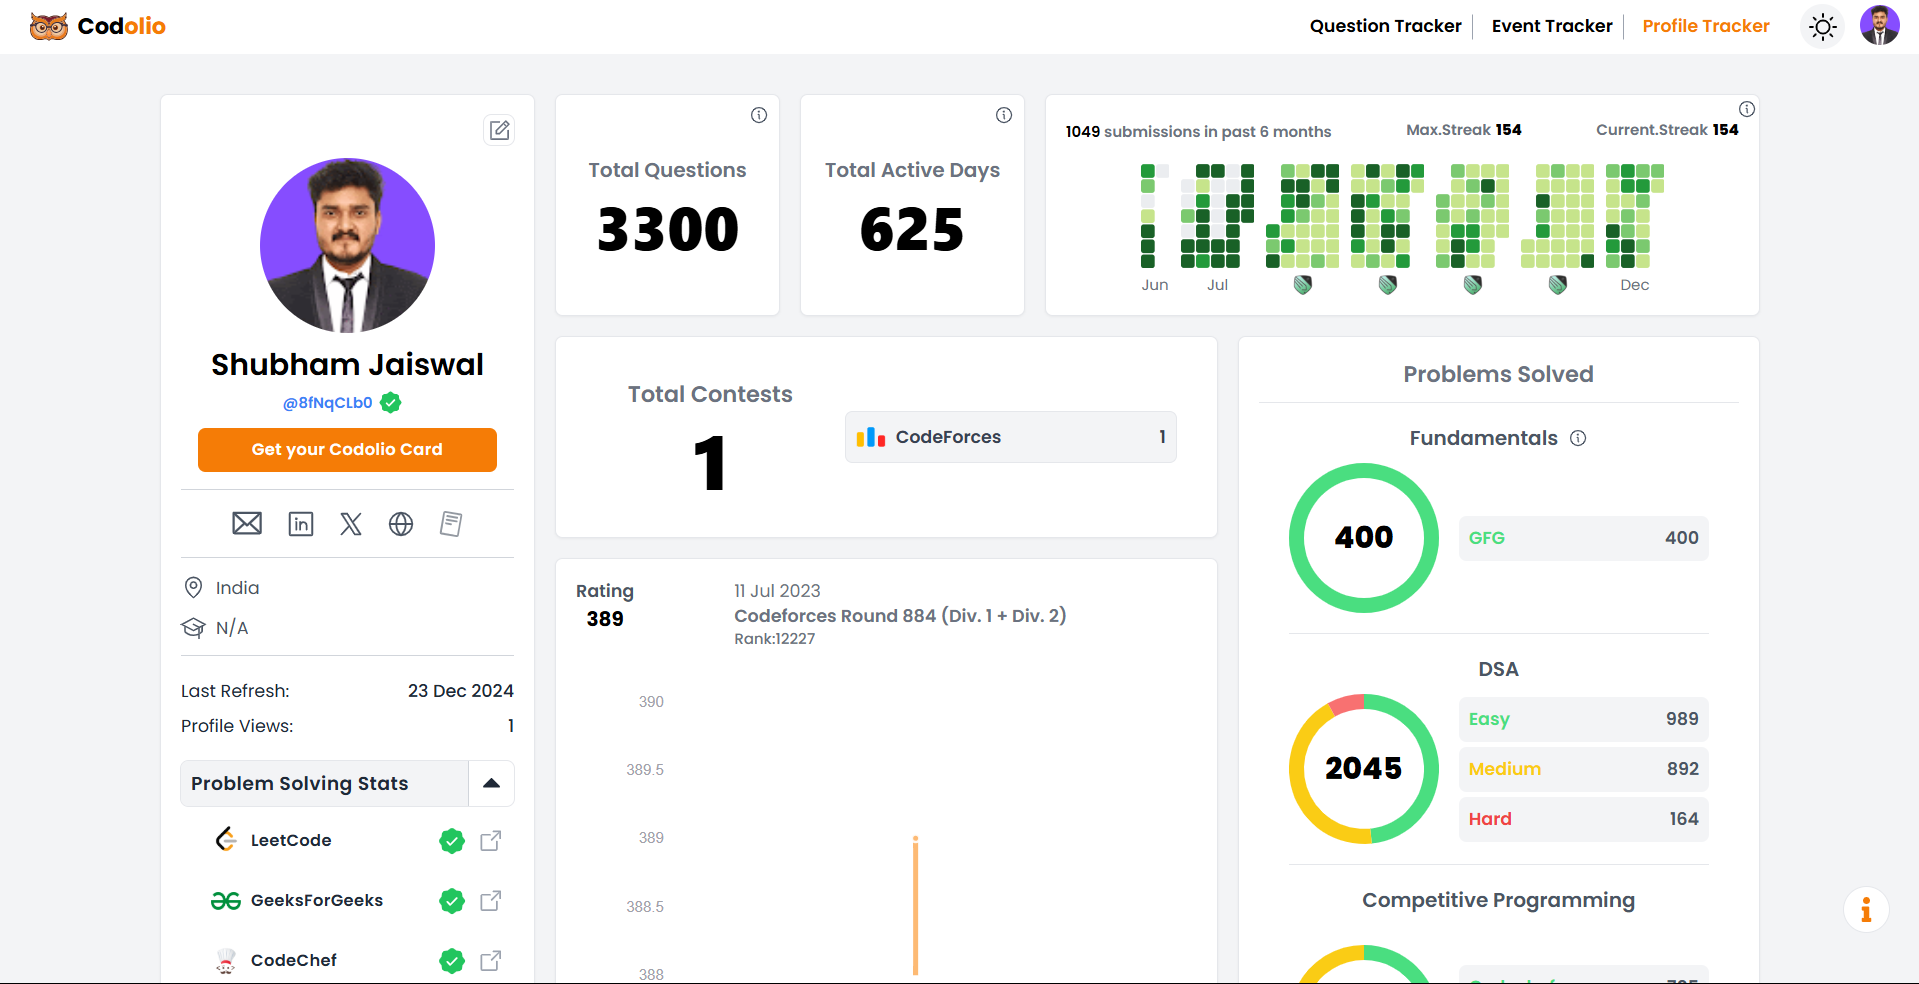 Codolio
Question Tracker
Event Tracker
Profile Tracker
Shubham Jaiswal
@8fNqCLb0
Get your Codolio Card
India
N/A
Last Refresh: 23 Dec 2024
Profile Views: 1
Problem Solving Stats
LeetCode
GeeksForGeeks
CodeChef
Total Questions
3300
Total Active Days
625
1049 submissions in past 6 months
Max.Streak 154
Current.Streak 154
Jun
Jul
Dec
Total Contests
1
CodeForces 1
Rating
389
11 Jul 2023
Codeforces Round 884 (Div. 1 + Div. 2)
Rank:12227
390
389.5
389
388.5
388
Problems Solved
Fundamentals
400
GFG 400
DSA
2045
Easy 989
Medium 892
Hard 164
Competitive Programming